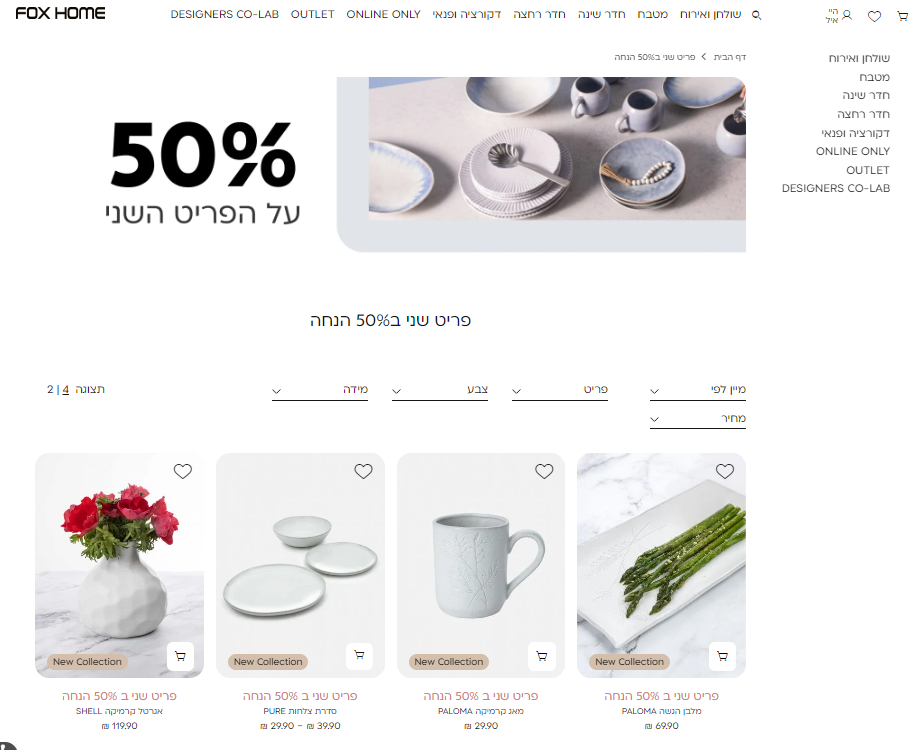 FOX HOME
שולחן ואירוח מטבח חדר שינה חדר רחצה דקורציה ופנאי ONLINE ONLY OUTLET DESIGNERS CO-LAB
היי
איל
דף הבית > פריט שני ב50% הנחה
שולחן ואירוח
מטבח
חדר שינה
חדר רחצה
דקורציה ופנאי
ONLINE ONLY
OUTLET
DESIGNERS CO-LAB
50%
על הפריט השני
פריט שני ב50% הנחה
מיין לפי פריט צבע מידה תצוגה 4 | 2
מחיר
New Collection
פריט שני ב 50% הנחה
מלבן הגשה PALOMA
69.90 ₪
New Collection
פריט שני ב 50% הנחה
מאג קרמיקה PALOMA
29.90 ₪
New Collection
פריט שני ב 50% הנחה
סדרת צלחות PURE
39.90 ₪ – 29.90 ₪
New Collection
פריט שני ב 50% הנחה
אגרטל קרמיקה SHELL
119.90 ₪